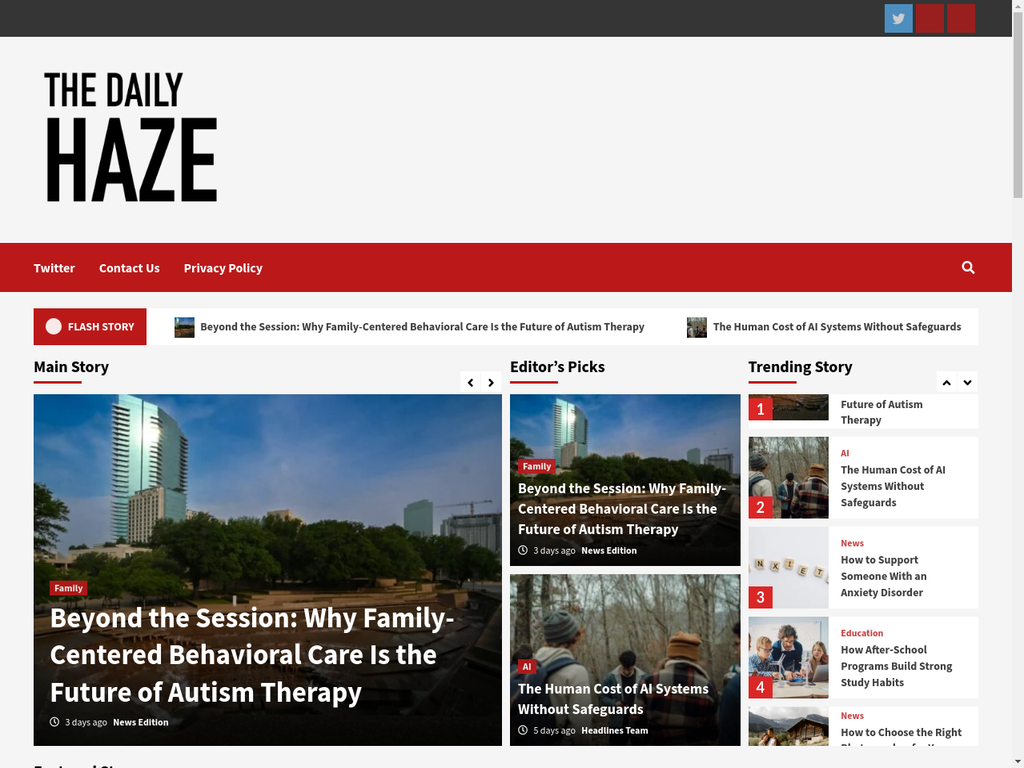 THE DAILY
HAZE
Twitter
Contact Us
Privacy Policy
FLASH STORY
Beyond the Session: Why Family-Centered Behavioral Care Is the Future of Autism Therapy
The Human Cost of AI Systems Without Safeguards
Main Story
Family
Beyond the Session: Why Family-
Centered Behavioral Care Is the
Future of Autism Therapy
3 days ago News Edition
Editor’s Picks
Family
Beyond the Session: Why Family-
Centered Behavioral Care Is the
Future of Autism Therapy
3 days ago News Edition
AI
The Human Cost of AI Systems
Without Safeguards
5 days ago Headlines Team
Trending Story
1
Future of Autism
Therapy
2
AI
The Human Cost of AI
Systems Without
Safeguards
NXIET
3
News
How to Support
Someone With an
Anxiety Disorder
4
Education
How After-School
Programs Build Strong
Study Habits
News
How to Choose the Right